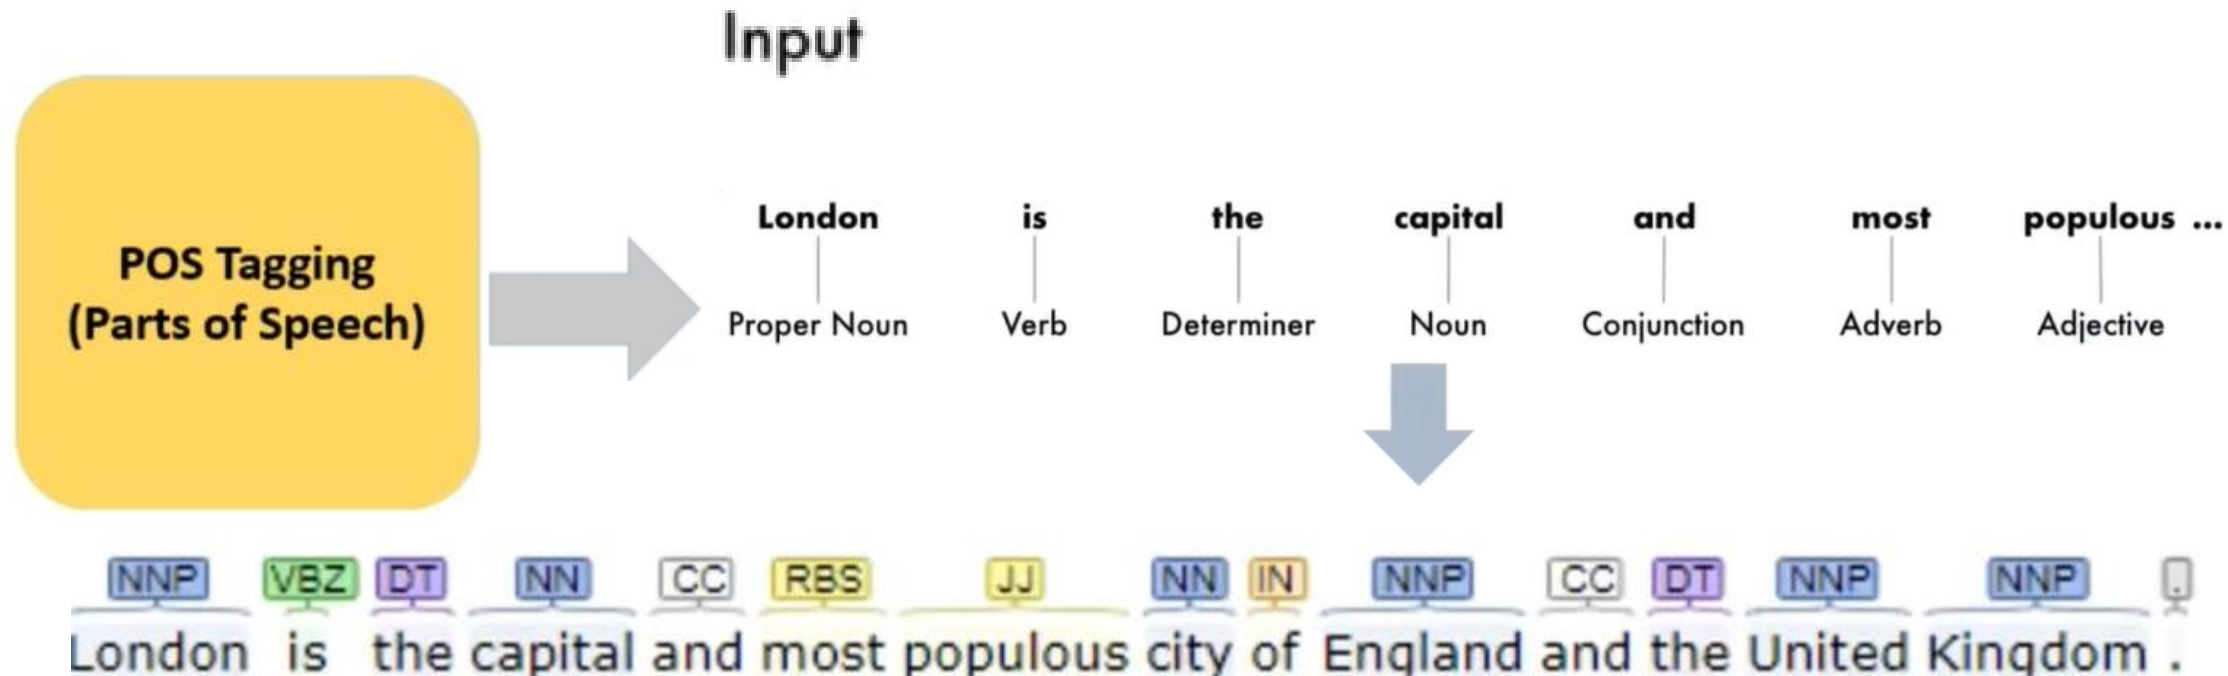 Input
POS Tagging
(Parts of Speech)
London is the capital and most populous ...
Proper Noun Verb Determiner Noun Conjunction Adverb Adjective
NNP VBZ DT NN CC RBS JJ NN IN NNP CC DT NNP NNP .
London is the capital and most populous city of England and the United Kingdom .